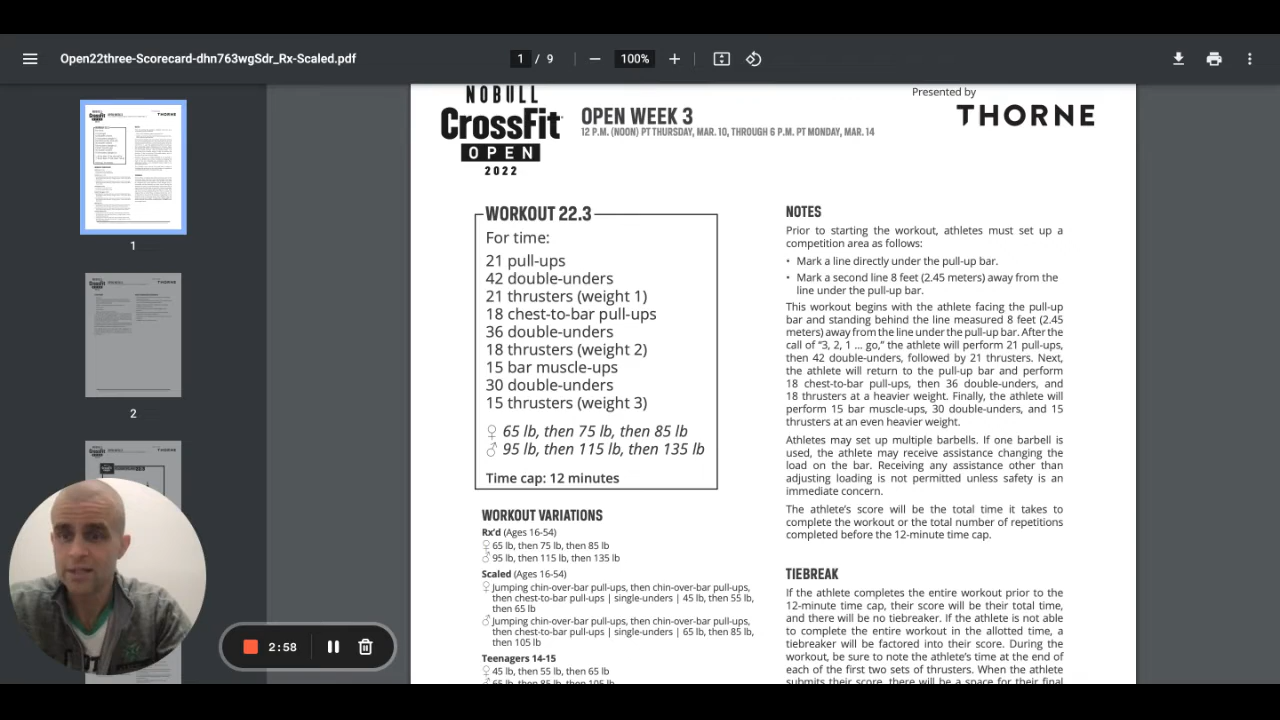 Open22three-Scorecard-dhn763wgSdr_Rx-Scaled.pdf
1 / 9
100%
1
2
NOBULL
CrossFit
OPEN
2022
OPEN WEEK 3
12 P.M. (NOON) PT THURSDAY, MAR. 10, THROUGH 6 P.M. PT MONDAY, MAR. 14
Presented by
THORNE
WORKOUT 22.3
For time:
21 pull-ups
42 double-unders
21 thrusters (weight 1)
18 chest-to-bar pull-ups
36 double-unders
18 thrusters (weight 2)
15 bar muscle-ups
30 double-unders
15 thrusters (weight 3)
♀ 65 lb, then 75 lb, then 85 lb
♂ 95 lb, then 115 lb, then 135 lb
Time cap: 12 minutes
WORKOUT VARIATIONS
Rx'd (Ages 16-54)
♀ 65 lb, then 75 lb, then 85 lb
♂ 95 lb, then 115 lb, then 135 lb
Scaled (Ages 16-54)
♀ Jumping chin-over-bar pull-ups, then chin-over-bar pull-ups,
then chest-to-bar pull-ups | single-unders | 45 lb, then 55 lb,
then 65 lb
♂ Jumping chin-over-bar pull-ups, then chin-over-bar pull-ups,
then chest-to-bar pull-ups | single-unders | 65 lb, then 85 lb,
then 105 lb
Teenagers 14-15
♀ 45 lb, then 55 lb, then 65 lb
♂ 65 lb, then 85 lb, then 105 lb
NOTES
Prior to starting the workout, athletes must set up a
competition area as follows:
• Mark a line directly under the pull-up bar.
• Mark a second line 8 feet (2.45 meters) away from the
line under the pull-up bar.
This workout begins with the athlete facing the pull-up
bar and standing behind the line measured 8 feet (2.45
meters) away from the line under the pull-up bar. After the
call of “3, 2, 1 ... go,” the athlete will perform 21 pull-ups,
then 42 double-unders, followed by 21 thrusters. Next,
the athlete will return to the pull-up bar and perform
18 chest-to-bar pull-ups, then 36 double-unders, and
18 thrusters at a heavier weight. Finally, the athlete will
perform 15 bar muscle-ups, 30 double-unders, and 15
thrusters at an even heavier weight.
Athletes may set up multiple barbells. If one barbell is
used, the athlete may receive assistance changing the
load on the bar. Receiving any assistance other than
adjusting loading is not permitted unless safety is an
immediate concern.
The athlete’s score will be the total time it takes to
complete the workout or the total number of repetitions
completed before the 12-minute time cap.
TIEBREAK
If the athlete completes the entire workout prior to the
12-minute time cap, their score will be their total time,
and there will be no tiebreaker. If the athlete is not able
to complete the entire workout in the allotted time, a
tiebreaker will be factored into their score. During the
workout, be sure to note the athlete’s time at the end of
each of the first two sets of thrusters. When the athlete
submits their score, there will be a space for their final
2:58